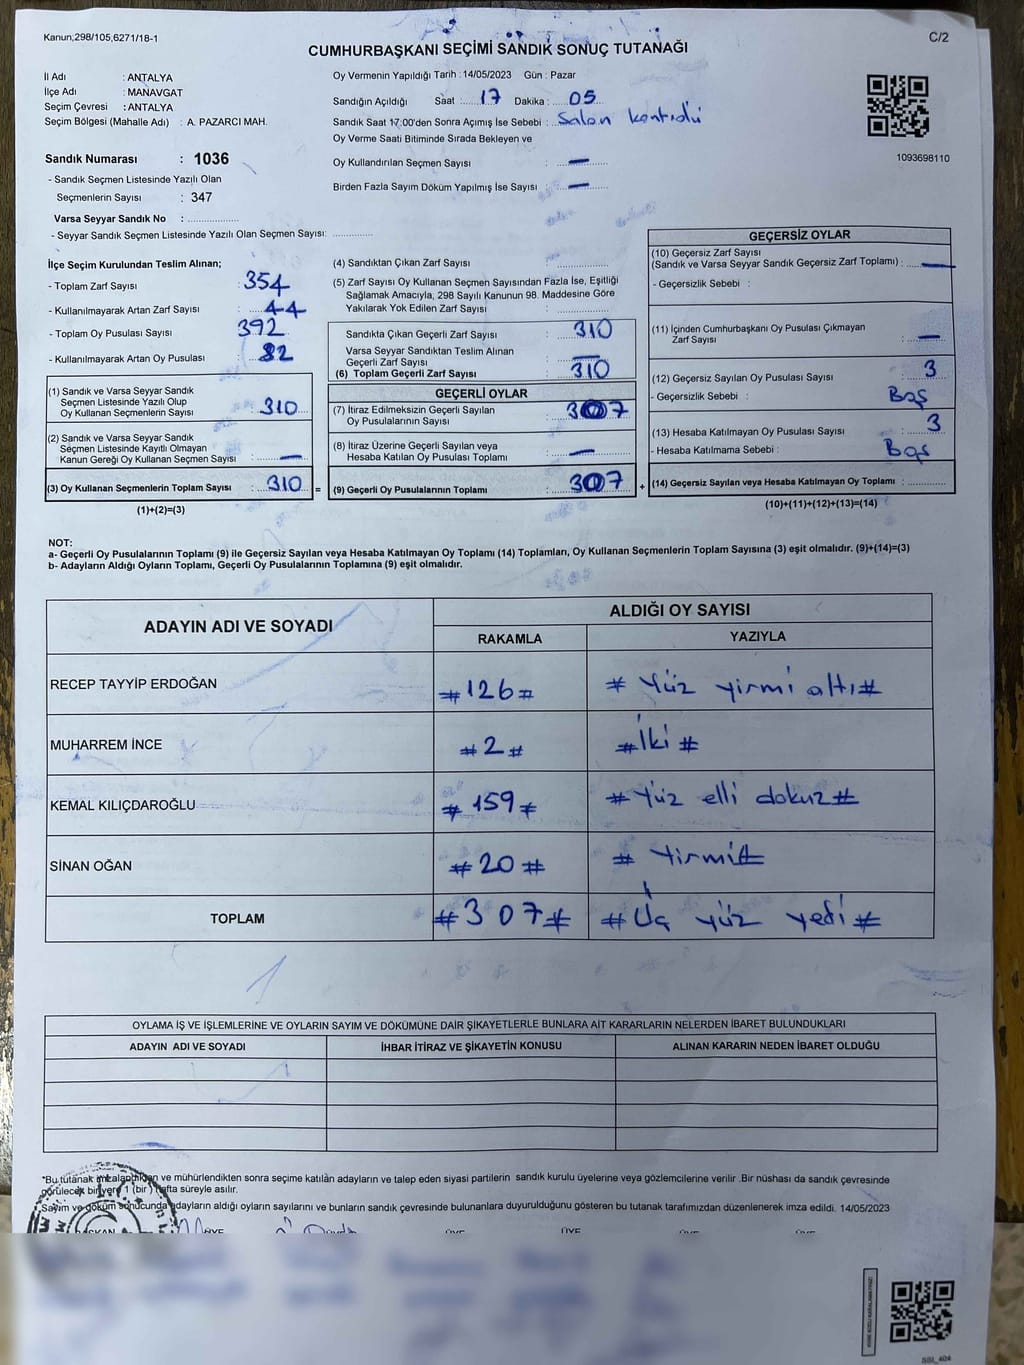 Kanun;298/105,6271/18-1
C/2
CUMHURBAŞKANI SEÇİMİ SANDIK SONUÇ TUTANAĞI
İl Adı : ANTALYA
İlçe Adı : MANAVGAT
Seçim Çevresi : ANTALYA
Seçim Bölgesi (Mahalle Adı) : A. PAZARCI MAH.
Oy Vermenin Yapıldığı Tarih : 14/05/2023 Gün : Pazar
Sandığın Açıldığı Saat :...... 17 Dakika :.... 05
Sandık Saat 17:00'den Sonra Açımış İse Sebebi : Salon kontrolü
Oy Verme Saati Bitiminde Sırada Bekleyen ve
Oy Kullandırılan Seçmen Sayısı : —
Birden Fazla Sayım Döküm Yapılmış İse Sayısı : —
1093698110
Sandık Numarası : 1036
- Sandık Seçmen Listesinde Yazılı Olan
Seçmenlerin Sayısı : 347
Varsa Seyyar Sandık No : ..................
- Seyyar Sandık Seçmen Listesinde Yazılı Olan Seçmen Sayısı: ..............
İlçe Seçim Kurulundan Teslim Alınan;
- Toplam Zarf Sayısı : 354
- Kullanılmayarak Artan Zarf Sayısı : 44
- Toplam Oy Pusulası Sayısı : 392
- Kullanılmayarak Artan Oy Pusulası : 82
(1) Sandık ve Varsa Seyyar Sandık
Seçmen Listesinde Yazılı Olup
Oy Kullanan Seçmenlerin Sayısı : 310
(2) Sandık ve Varsa Seyyar Sandık
Seçmen Listesinde Kayıtlı Olmayan
Kanun Gereği Oy Kullanan Seçmen Sayısı : —
(3) Oy Kullanan Seçmenlerin Toplam Sayısı : 310 =
(1)+(2)=(3)
(4) Sandıktan Çıkan Zarf Sayısı : ..............
(5) Zarf Sayısı Oy Kullanan Seçmen Sayısından Fazla İse, Eşitliği
Sağlamak Amacıyla, 298 Sayılı Kanunun 98. Maddesine Göre
Yakılarak Yok Edilen Zarf Sayısı : ..............
Sandıkta Çıkan Geçerli Zarf Sayısı : 310
Varsa Seyyar Sandıktan Teslim Alınan
Geçerli Zarf Sayısı : —
(6) Toplam Geçerli Zarf Sayısı : 310
GEÇERLİ OYLAR
(7) İtiraz Edilmeksizin Geçerli Sayılan
Oy Pusulalarının Sayısı : 307
(8) İtiraz Üzerine Geçerli Sayılan veya
Hesaba Katılan Oy Pusulası Toplamı : —
(9) Geçerli Oy Pusulalarının Toplamı : 307 +
GEÇERSİZ OYLAR
(10) Geçersiz Zarf Sayısı
(Sandık ve Varsa Seyyar Sandık Geçersiz Zarf Toplamı) : —
- Geçersizlik Sebebi :
(11) İçinden Cumhurbaşkanı Oy Pusulası Çıkmayan
Zarf Sayısı : —
(12) Geçersiz Sayılan Oy Pusulası Sayısı : 3
- Geçersizlik Sebebi : Boş
(13) Hesaba Katılmayan Oy Pusulası Sayısı : 3
- Hesaba Katılmama Sebebi : Boş
(14) Geçersiz Sayılan veya Hesaba Katılmayan Oy Toplamı : ............
(10)+(11)+(12)+(13)=(14)
NOT:
a- Geçerli Oy Pusulalarının Toplamı (9) ile Geçersiz Sayılan veya Hesaba Katılmayan Oy Toplamı (14) Toplamları, Oy Kullanan Seçmenlerin Toplam Sayısına (3) eşit olmalıdır. (9)+(14)=(3)
b- Adayların Aldığı Oyların Toplamı, Geçerli Oy Pusulalarının Toplamına (9) eşit olmalıdır.
ADAYIN ADI VE SOYADI
ALDIĞI OY SAYISI
RAKAMLA YAZIYLA
RECEP TAYYİP ERDOĞAN #126# # Yüz yirmi altı #
MUHARREM İNCE #2# # İki #
KEMAL KILIÇDAROĞLU #159# # Yüz elli dokuz #
SİNAN OĞAN #20# # Yirmi #
TOPLAM #307# # Üç yüz yedi #
OYLAMA İŞ VE İŞLEMLERİNE VE OYLARIN SAYIM VE DÖKÜMÜNE DAİR ŞİKAYETLERLE BUNLARA AİT KARARLARIN NELERDEN İBARET BULUNDUKLARI
ADAYIN ADI VE SOYADI İHBAR İTİRAZ VE ŞİKAYETİN KONUSU ALINAN KARARIN NEDEN İBARET OLDUĞU
*Bu tutanak imzalandıktan ve mühürlendikten sonra seçime katılan adayların ve talep eden siyasi partilerin sandık kurulu üyelerine veya gözlemcilerine verilir .Bir nüshası da sandık çevresinde
görülecek bir yere 1 (bir ) hafta süreyle asılır.
Sayım ve döküm sonucunda adayların aldığı oyların sayılarını ve bunların sandık çevresinde bulunanlara duyurulduğunu gösteren bu tutanak tarafımızdan düzenlenerek imza edildi. 14/05/2023
ÜYE ÜYE ÜYE ÜYE ÜYE